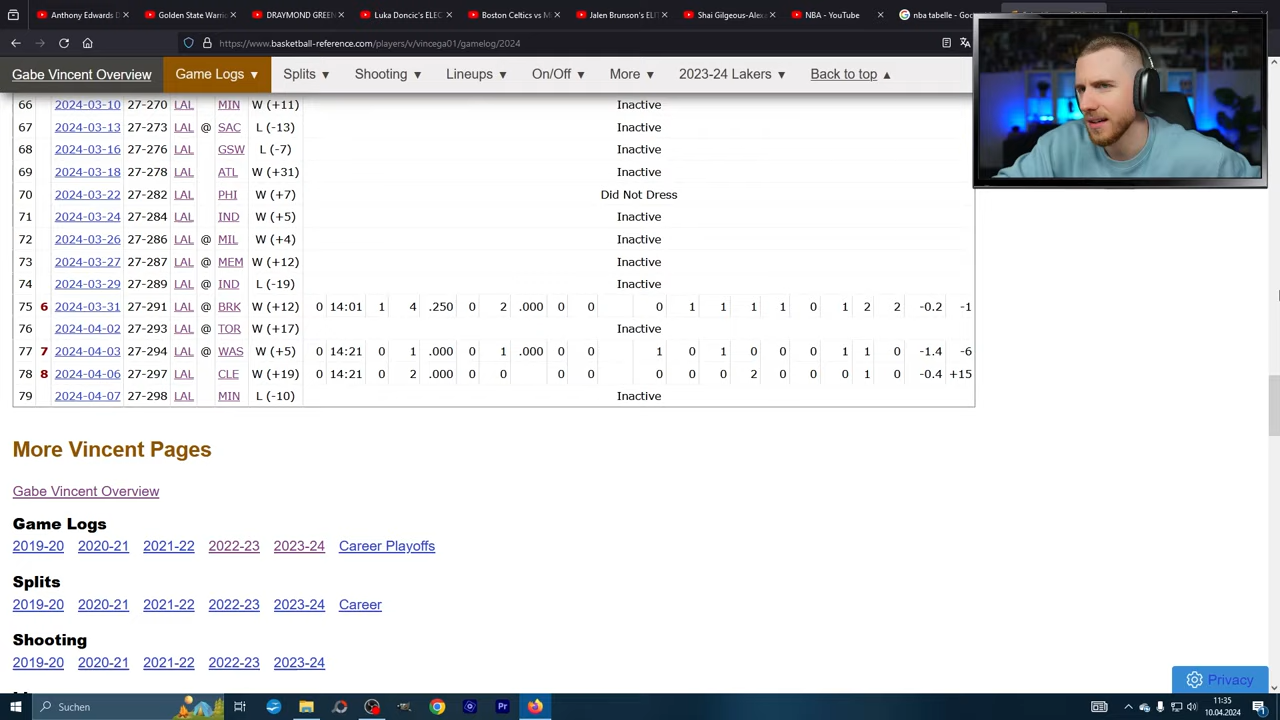 Anthony Edwards D
Golden State Warri
DRAYMOND GREE
Luka Doncic's ELEC
Boston Celtics
Jalen Brunson's ELIT
Shai Gilgeous-Alex
NBA - YouTube
nba tabelle - Goo
https://www.basketball-reference.com/players/v/vincega01/gamelog/2024
Gabe Vincent Overview Game Logs ▼ Splits ▼ Shooting ▼ Lineups ▼ On/Off ▼ More ▼ 2023-24 Lakers ▼ Back to top ▲
66 2024-03-10 27-270 LAL MIN W (+11) Inactive
67 2024-03-13 27-273 LAL @ SAC L (-13) Inactive
68 2024-03-16 27-276 LAL GSW L (-7) Inactive
69 2024-03-18 27-278 LAL ATL W (+31) Inactive
70 2024-03-22 27-282 LAL PHI W (+7) Did Not Dress
71 2024-03-24 27-284 LAL IND W (+5) Inactive
72 2024-03-26 27-286 LAL @ MIL W (+4) Inactive
73 2024-03-27 27-287 LAL @ MEM W (+12) Inactive
74 2024-03-29 27-289 LAL @ IND L (-19) Inactive
75 6 2024-03-31 27-291 LAL @ BRK W (+12) 0 14:01 1 4 .250 0 2 .000 0 0 0 1 1 1 1 0 1 2 2 -0.2 -1
76 2024-04-02 27-293 LAL @ TOR W (+17) Inactive
77 7 2024-04-03 27-294 LAL @ WAS W (+5) 0 14:21 0 1 .000 0 1 .000 0 0 1 0 1 0 0 0 1 1 0 -1.4 -6
78 8 2024-04-06 27-297 LAL CLE W (+19) 0 14:21 0 2 .000 0 0 0 0 0 0 0 2 0 0 0 1 0 -0.4 +15
79 2024-04-07 27-298 LAL MIN L (-10) Inactive
More Vincent Pages
Gabe Vincent Overview
Game Logs
2019-20 2020-21 2021-22 2022-23 2023-24 Career Playoffs
Splits
2019-20 2020-21 2021-22 2022-23 2023-24 Career
Shooting
2019-20 2020-21 2021-22 2022-23 2023-24
Privacy
Suchen
11:35
10.04.2024